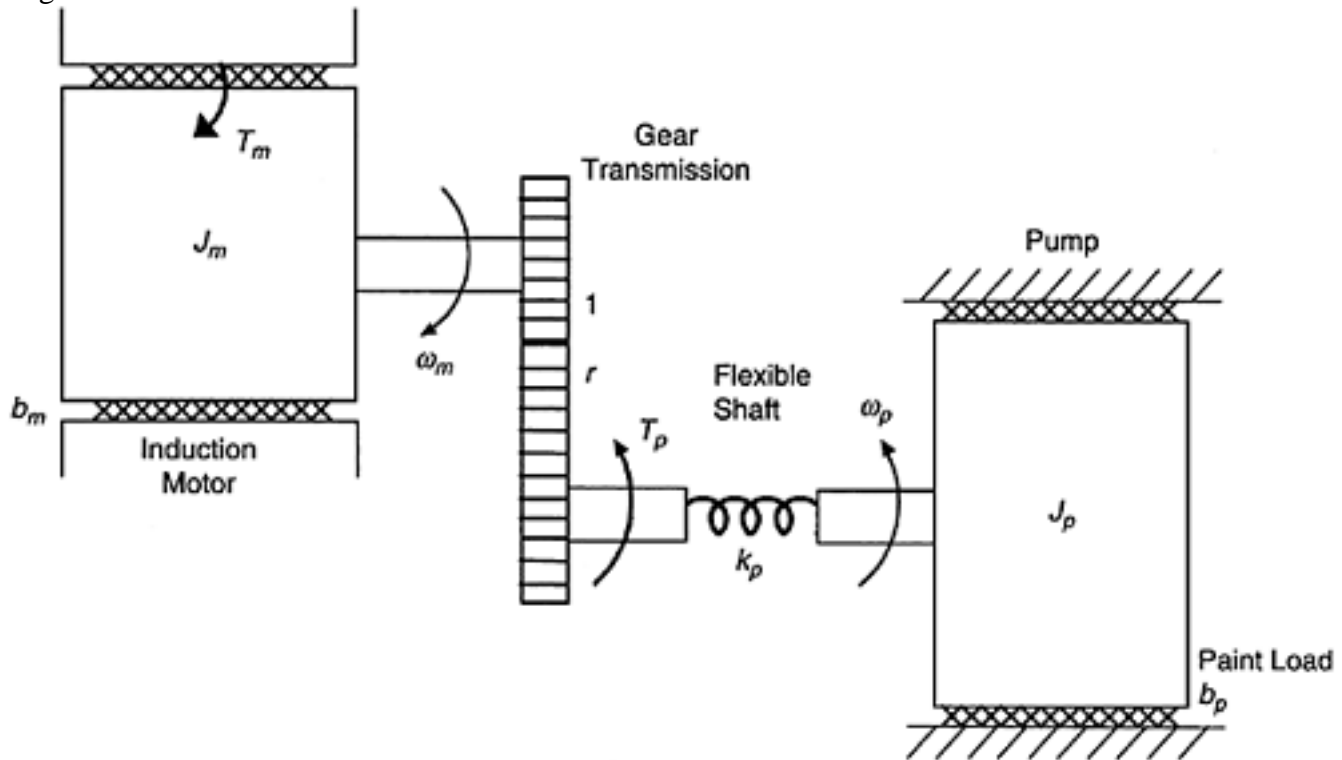 T_m
Gear
Transmission
J_m
Pump
1
ω_m
r
Flexible
Shaft
ω_p
T_p
b_m
Induction
Motor
J_p
k_p
Paint Load
b_p